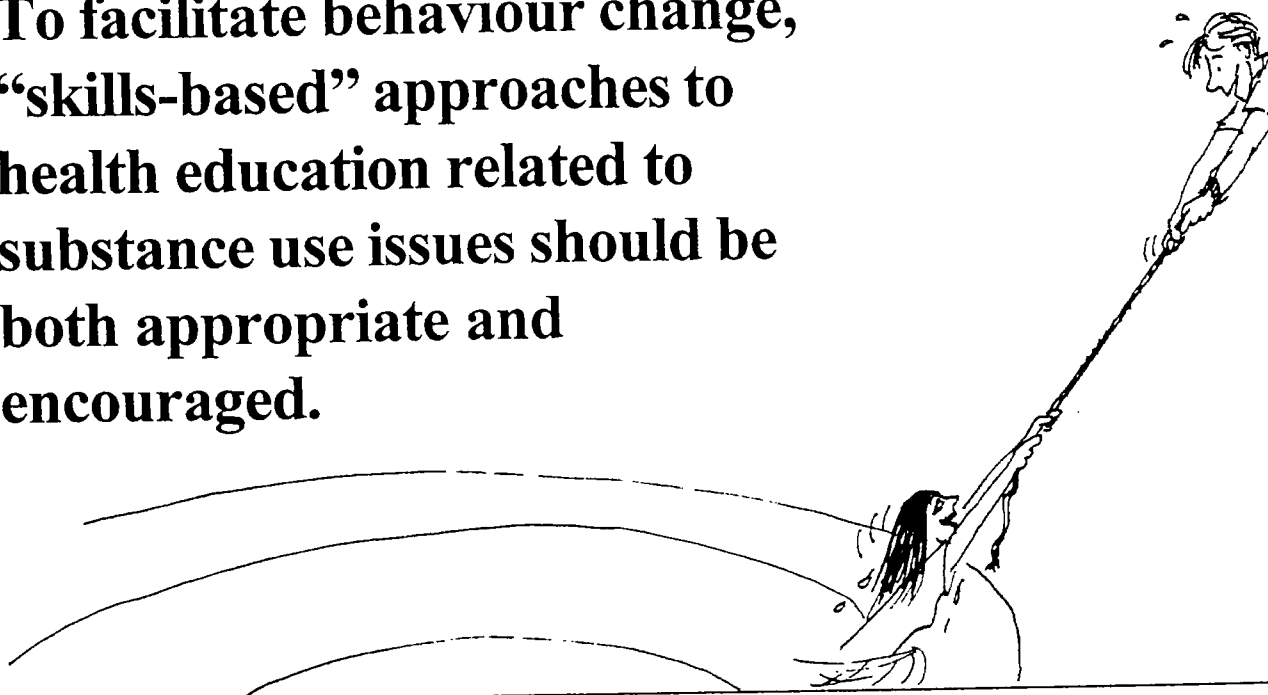 To facilitate behaviour change,
“skills-based” approaches to
health education related to
substance use issues should be
both appropriate and
encouraged.